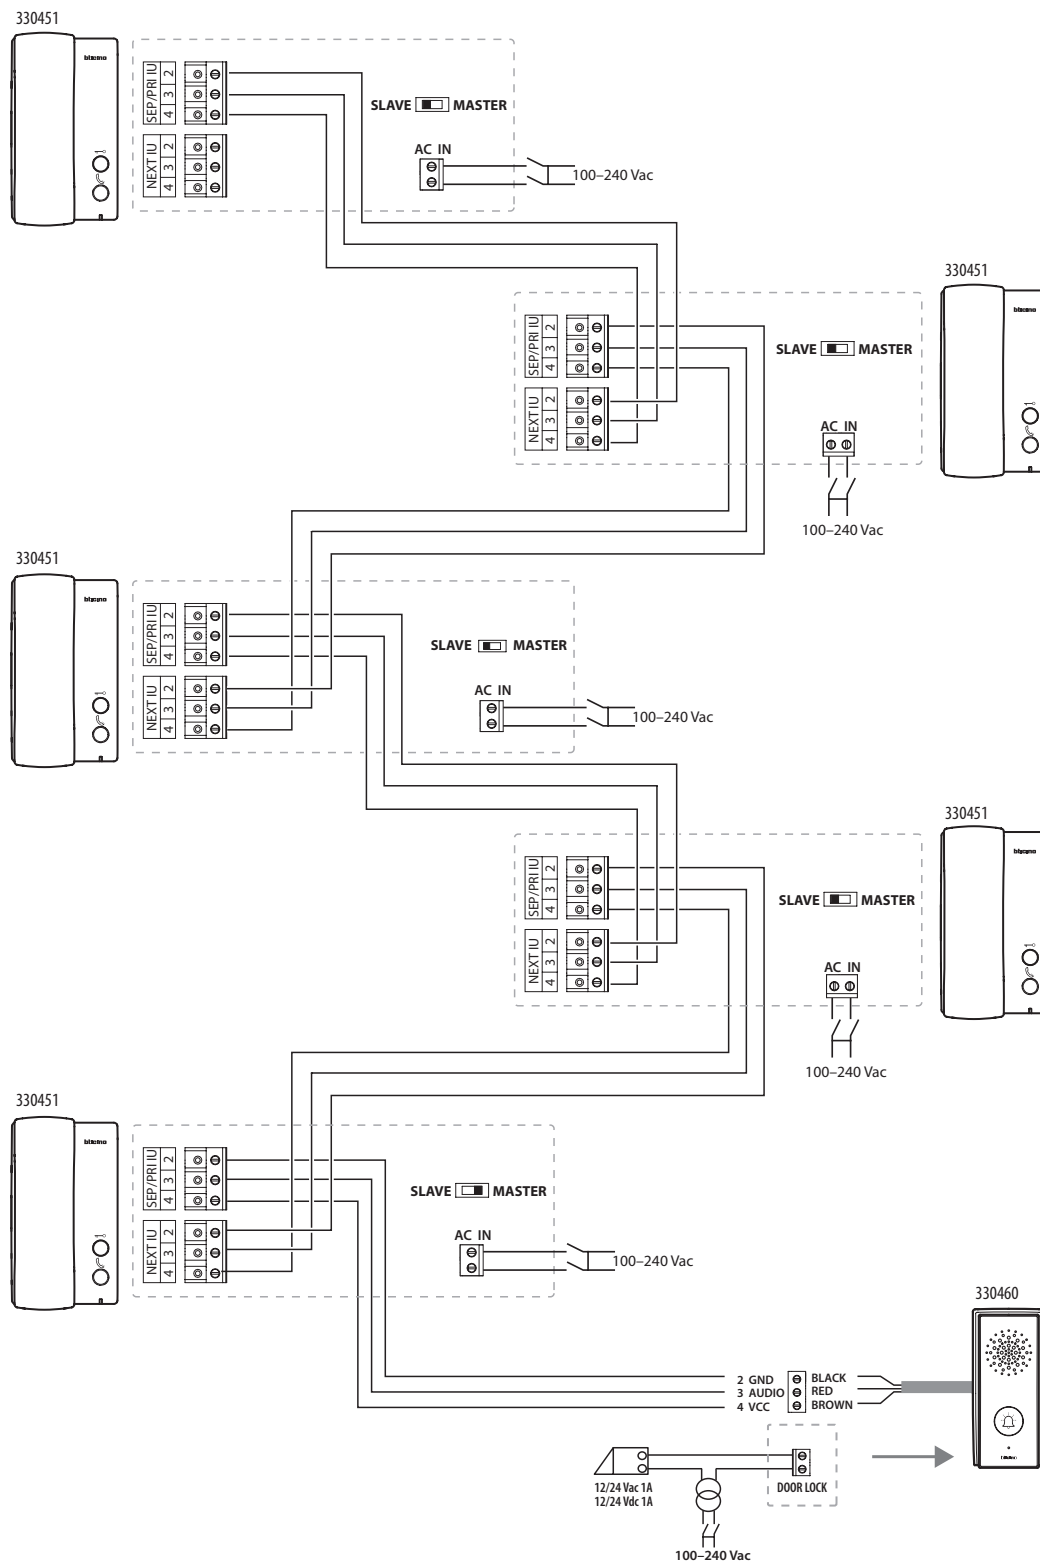 330451
SEP/PRI IU 2 3 4
NEXT IU 2 3 4
SLAVE MASTER
AC IN
100–240 Vac
330451
SEP/PRI IU 2 3 4
NEXT IU 2 3 4
SLAVE MASTER
AC IN
100–240 Vac
330451
SEP/PRI IU 2 3 4
NEXT IU 2 3 4
SLAVE MASTER
AC IN
100–240 Vac
330451
SEP/PRI IU 2 3 4
NEXT IU 2 3 4
SLAVE MASTER
AC IN
100–240 Vac
330451
SEP/PRI IU 2 3 4
NEXT IU 2 3 4
SLAVE MASTER
AC IN
100–240 Vac
330460
2 GND BLACK
3 AUDIO RED
4 VCC BROWN
12/24 Vac 1A
12/24 Vdc 1A
DOOR LOCK
100–240 Vac